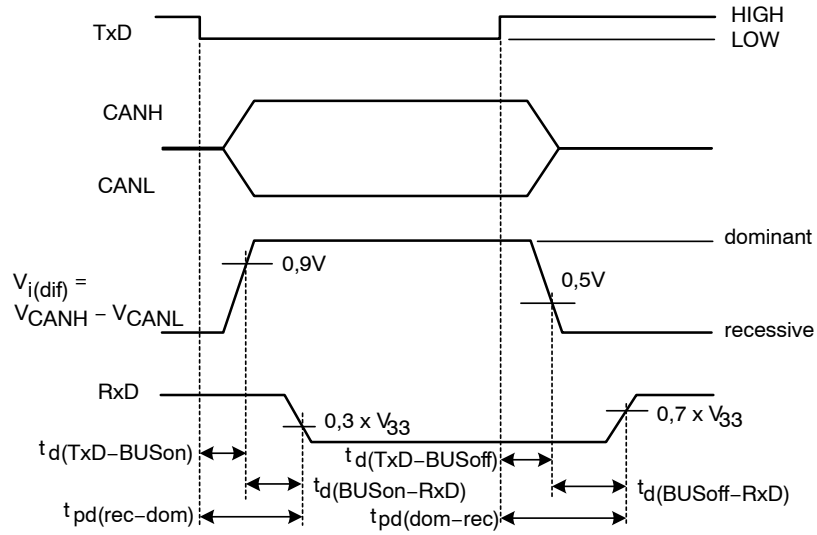 HIGH
TxD
LOW
CANH
CANL
dominant
0,9V
0,5V
Vi(dif) =
VCANH − VCANL
recessive
RxD
0,3 x V33
0,7 x V33
td(TxD−BUSon)
td(TxD−BUSoff)
td(BUSon−RxD)
td(BUSoff−RxD)
tpd(rec−dom)
tpd(dom−rec)